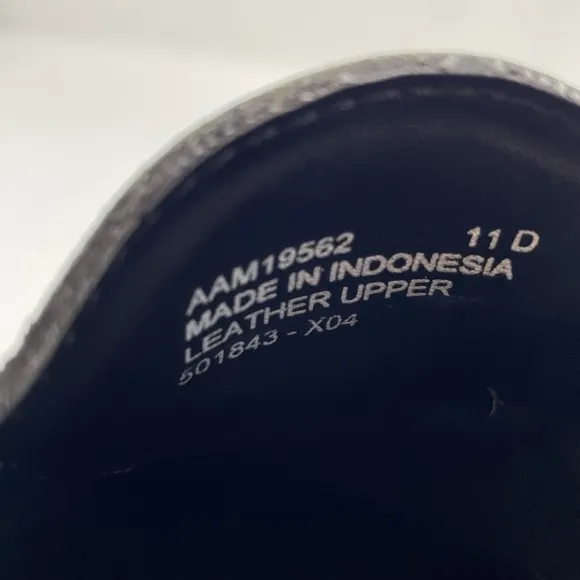 AAM19562 11 D
MADE IN INDONESIA
LEATHER UPPER
501843 - X04